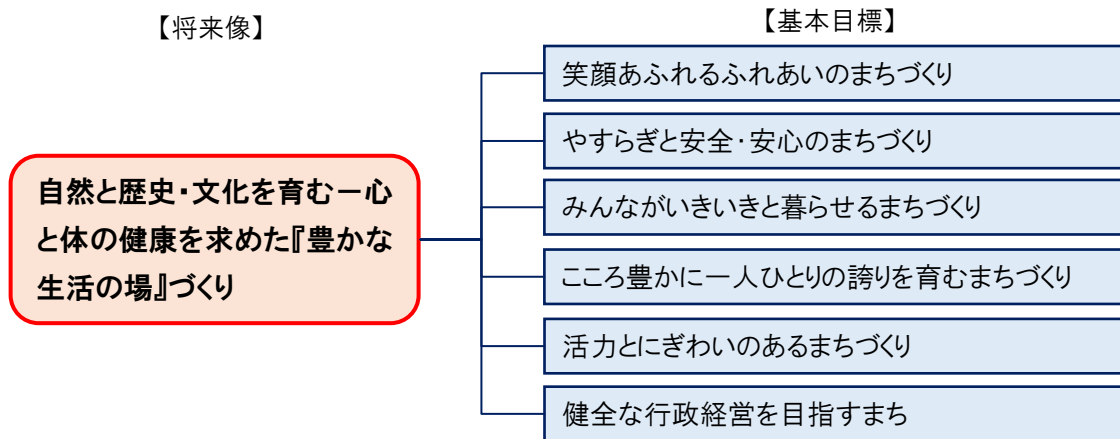 【将来像】
【基本目標】
自然と歴史・文化を育む－心
と体の健康を求めた『豊かな
生活の場』づくり
笑顔あふれるふれあいのまちづくり
やすらぎと安全・安心のまちづくり
みんながいきいきと暮らせるまちづくり
こころ豊かに一人ひとりの誇りを育むまちづくり
活力とにぎわいのあるまちづくり
健全な行政経営を目指すまち